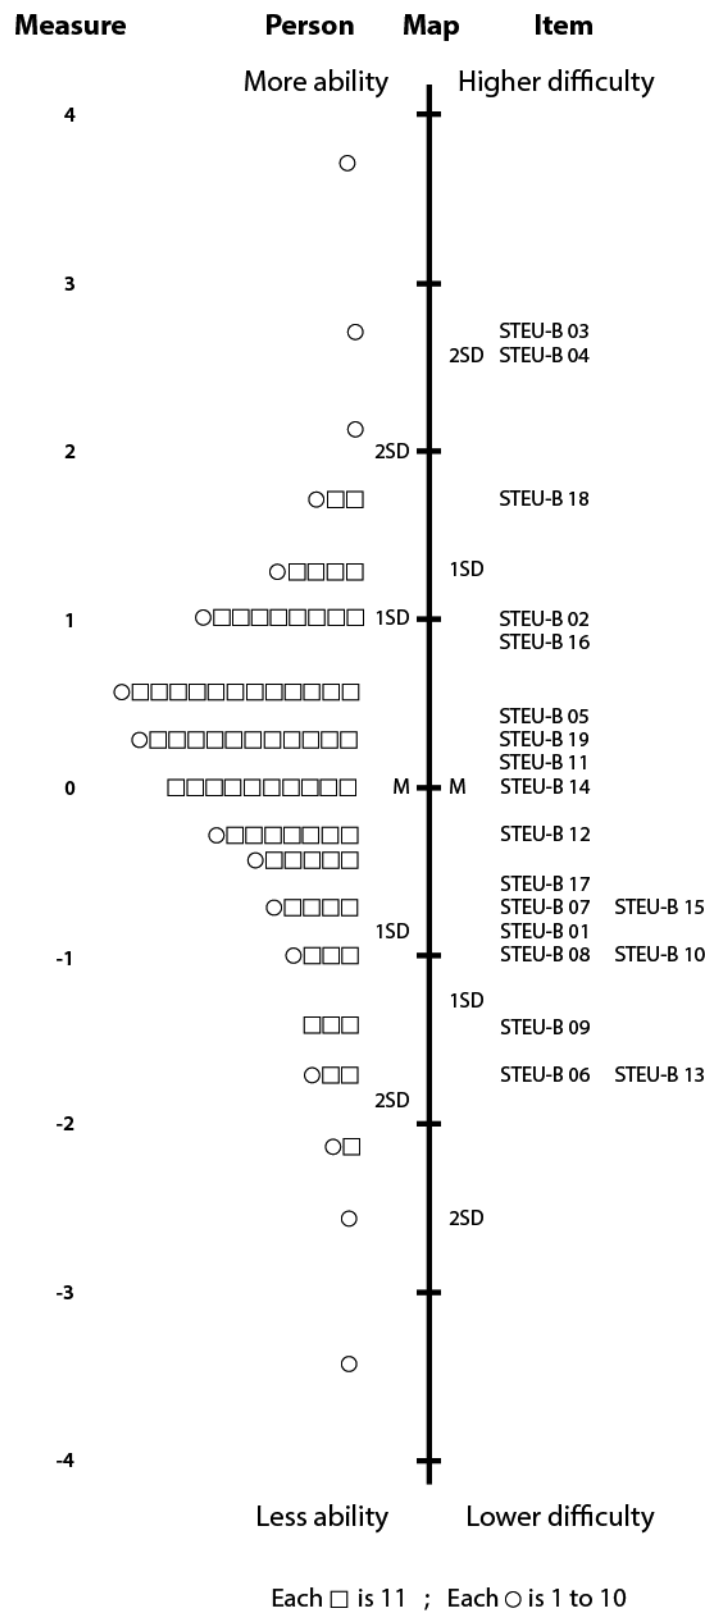 Measure Person Map Item
More ability Higher difficulty
4
3
STEU-B 03
2SD STEU-B 04
2 2SD
STEU-B 18
1SD
1 1SD STEU-B 02
STEU-B 16
STEU-B 05
STEU-B 19
STEU-B 11
0 M M STEU-B 14
STEU-B 12
STEU-B 17
STEU-B 07 STEU-B 15
1SD STEU-B 01
-1 STEU-B 08 STEU-B 10
1SD
STEU-B 09
STEU-B 06 STEU-B 13
2SD
-2
2SD
-3
-4
Less ability Lower difficulty
Each □ is 11 ; Each ○ is 1 to 10